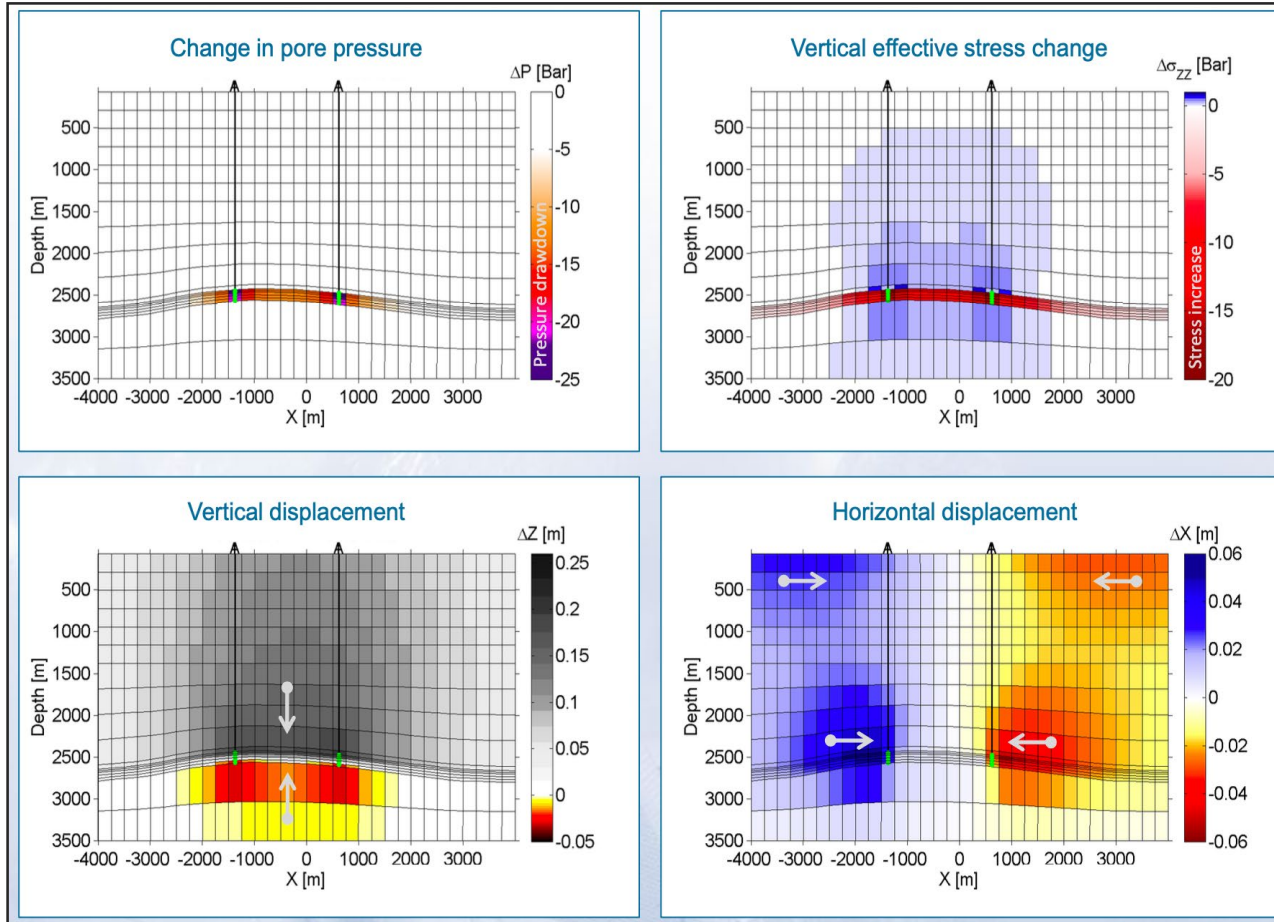 Change in pore pressure
ΔP [Bar]
0
-5
-10
-15
-20
-25
Pressure drawdown
500
1000
1500
2000
2500
3000
3500
Depth [m]
-4000 -3000 -2000 -1000 0 1000 2000 3000
X [m]
Vertical effective stress change
ΔσZZ [Bar]
0
-5
-10
-15
-20
Stress increase
500
1000
1500
2000
2500
3000
3500
Depth [m]
-4000 -3000 -2000 -1000 0 1000 2000 3000
X [m]
Vertical displacement
ΔZ [m]
0.25
0.2
0.15
0.1
0.05
0
-0.05
500
1000
1500
2000
2500
3000
3500
Depth [m]
-4000 -3000 -2000 -1000 0 1000 2000 3000
X [m]
Horizontal displacement
ΔX [m]
0.06
0.04
0.02
0
-0.02
-0.04
-0.06
500
1000
1500
2000
2500
3000
3500
Depth [m]
-4000 -3000 -2000 -1000 0 1000 2000 3000
X [m]